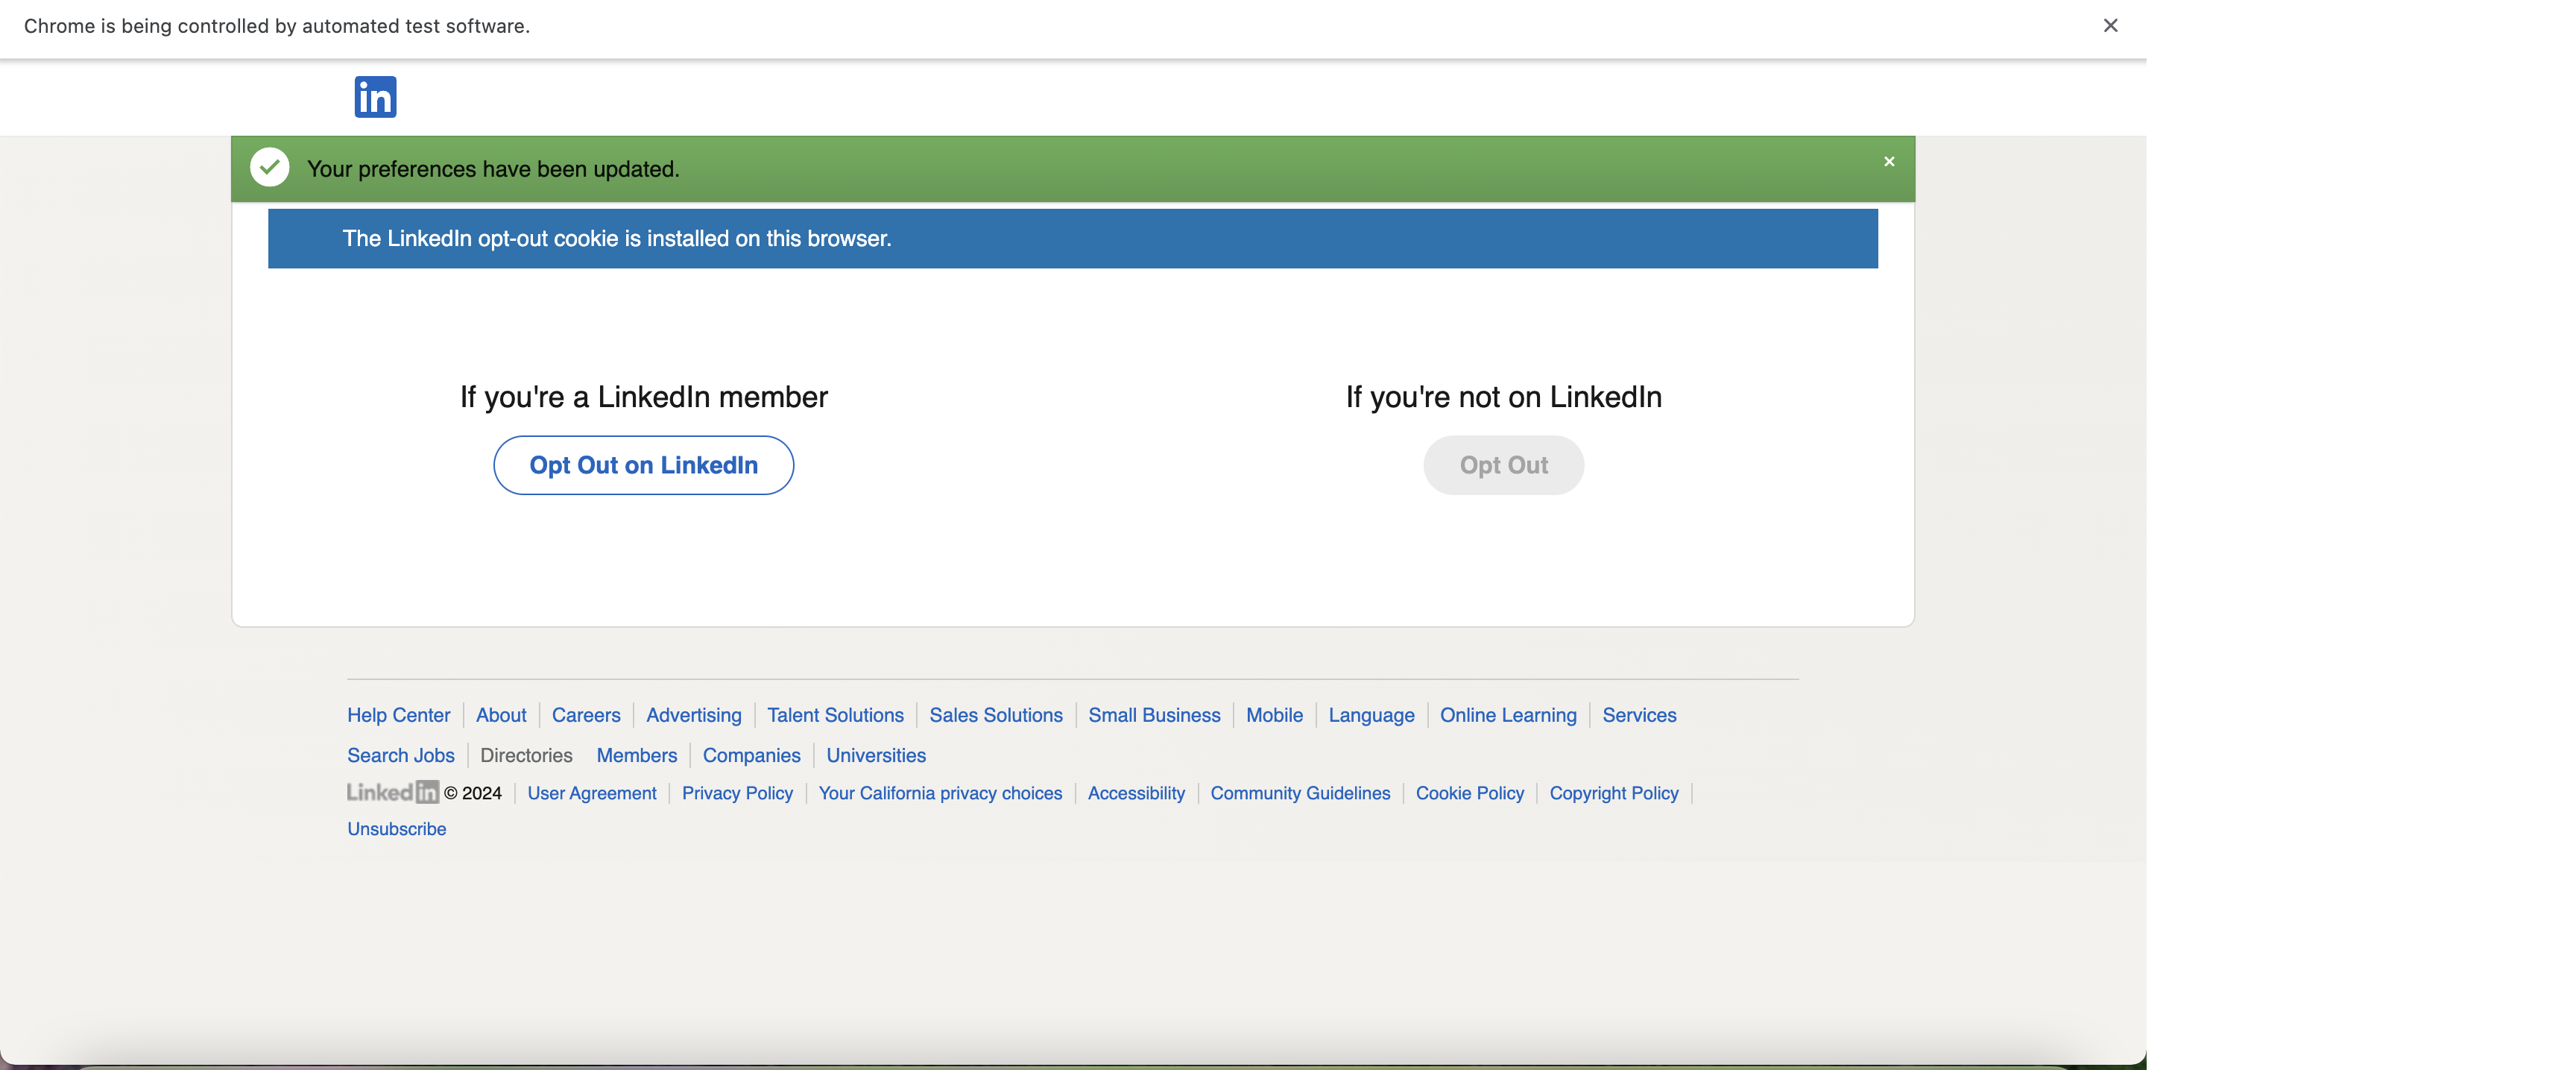 Chrome is being controlled by automated test software.
in
Your preferences have been updated.
The LinkedIn opt-out cookie is installed on this browser.
If you're a LinkedIn member
Opt Out on LinkedIn
If you're not on LinkedIn
Opt Out
Help Center About Careers Advertising Talent Solutions Sales Solutions Small Business Mobile Language Online Learning Services
Search Jobs Directories Members Companies Universities
Linkedin © 2024 User Agreement Privacy Policy Your California privacy choices Accessibility Community Guidelines Cookie Policy Copyright Policy
Unsubscribe